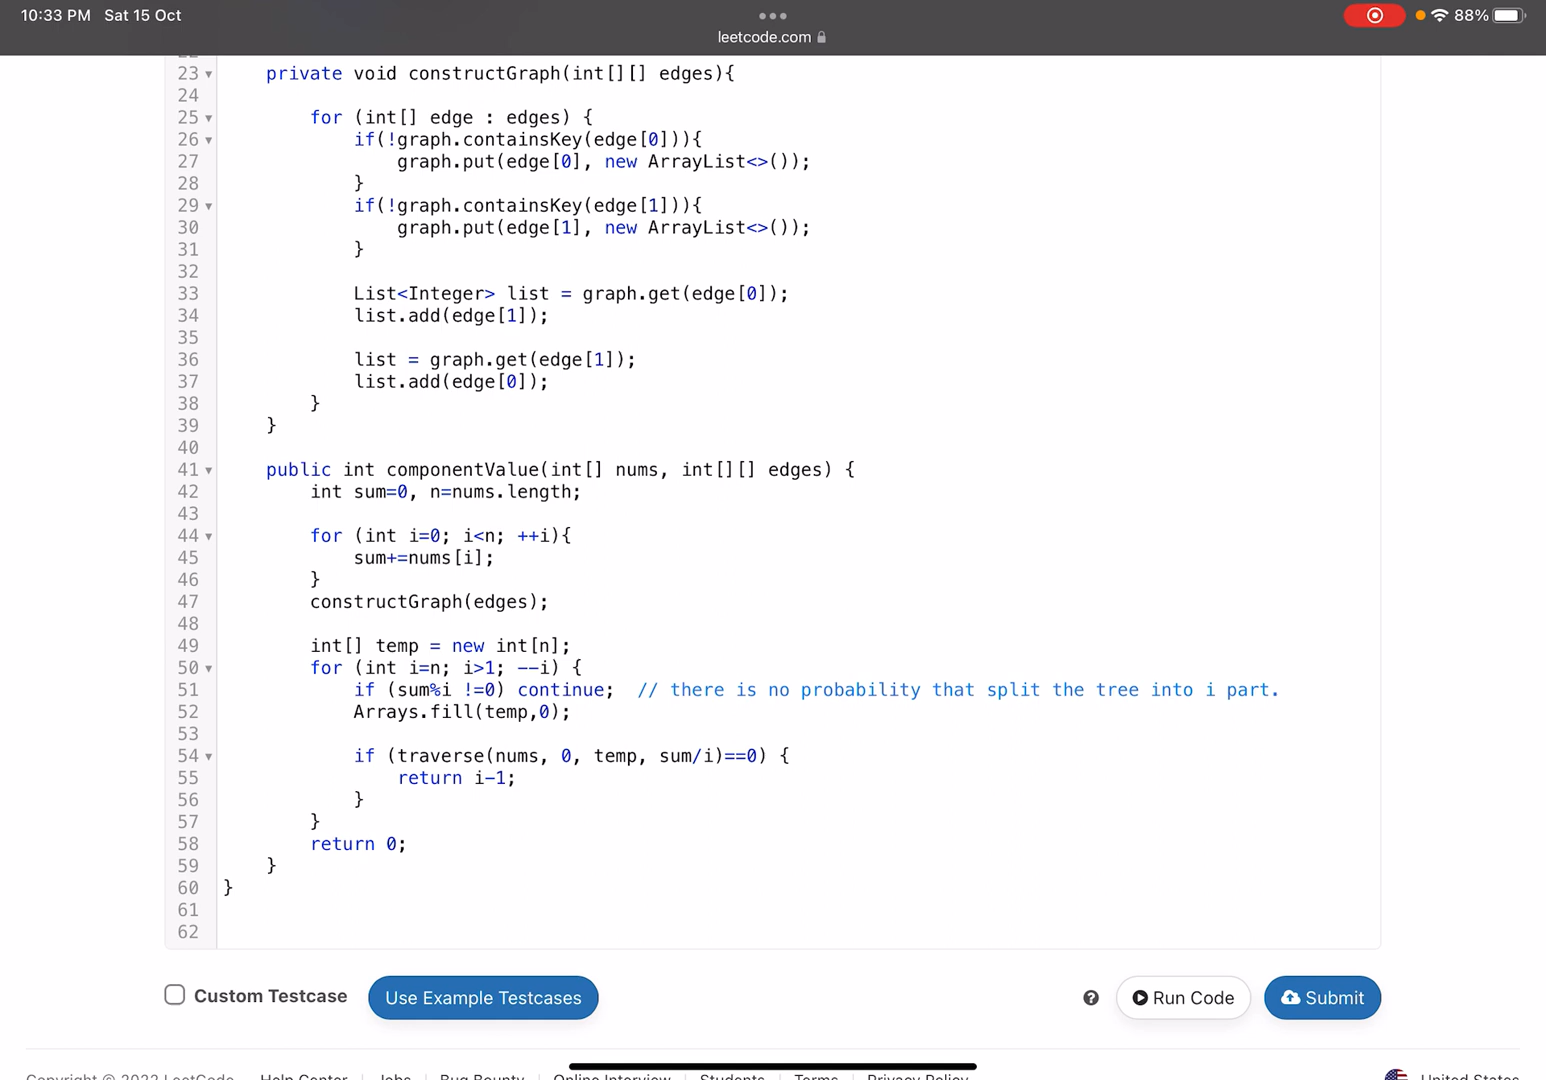 10:33 PM Sat 15 Oct
88%
leetcode.com
23 private void constructGraph(int[][] edges){
24
25 for (int[] edge : edges) {
26 if(!graph.containsKey(edge[0])){
27 graph.put(edge[0], new ArrayList<>());
28 }
29 if(!graph.containsKey(edge[1])){
30 graph.put(edge[1], new ArrayList<>());
31 }
32
33 List<Integer> list = graph.get(edge[0]);
34 list.add(edge[1]);
35
36 list = graph.get(edge[1]);
37 list.add(edge[0]);
38 }
39 }
40
41 public int componentValue(int[] nums, int[][] edges) {
42 int sum=0, n=nums.length;
43
44 for (int i=0; i<n; ++i){
45 sum+=nums[i];
46 }
47 constructGraph(edges);
48
49 int[] temp = new int[n];
50 for (int i=n; i>1; --i) {
51 if (sum%i !=0) continue; // there is no probability that split the tree into i part.
52 Arrays.fill(temp,0);
53
54 if (traverse(nums, 0, temp, sum/i)==0) {
55 return i-1;
56 }
57 }
58 return 0;
59 }
60 }
61
62
Custom Testcase Use Example Testcases ? Run Code Submit
Copyright © 2022 LeetCode Help Center Jobs Bug Bounty Online Interview Students Terms Privacy Policy United States